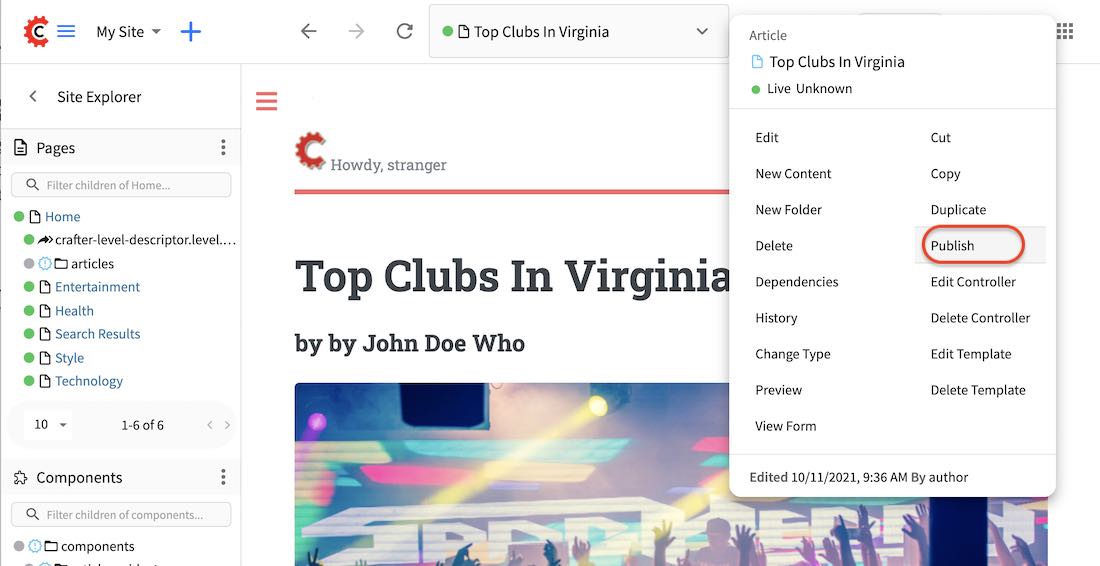 My Site
Top Clubs In Virginia
Site Explorer
Pages
Filter children of Home...
Home
crafter-level-descriptor.level....
articles
Entertainment
Health
Search Results
Style
Technology
10
1-6 of 6
Components
Filter children of components...
components
C
Howdy, stranger
Top Clubs In Virginia
by by John Doe Who
Article
Top Clubs In Virginia
Live Unknown
Edit
Cut
New Content
Copy
New Folder
Duplicate
Delete
Publish
Dependencies
Edit Controller
History
Delete Controller
Change Type
Edit Template
Preview
Delete Template
View Form
Edited 10/11/2021, 9:36 AM By author